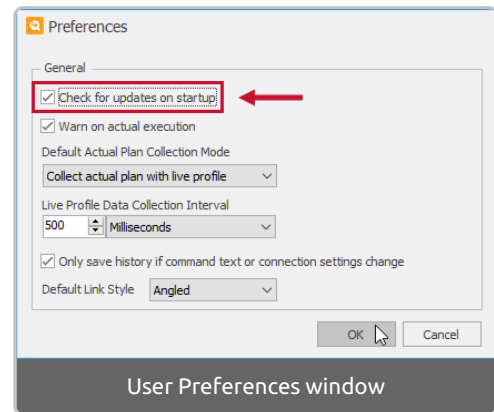 Preferences
General
Check for updates on startup
Warn on actual execution
Default Actual Plan Collection Mode
Collect actual plan with live profile
Live Profile Data Collection Interval
500 Milliseconds
Only save history if command text or connection settings change
Default Link Style Angled
OK Cancel
User Preferences window